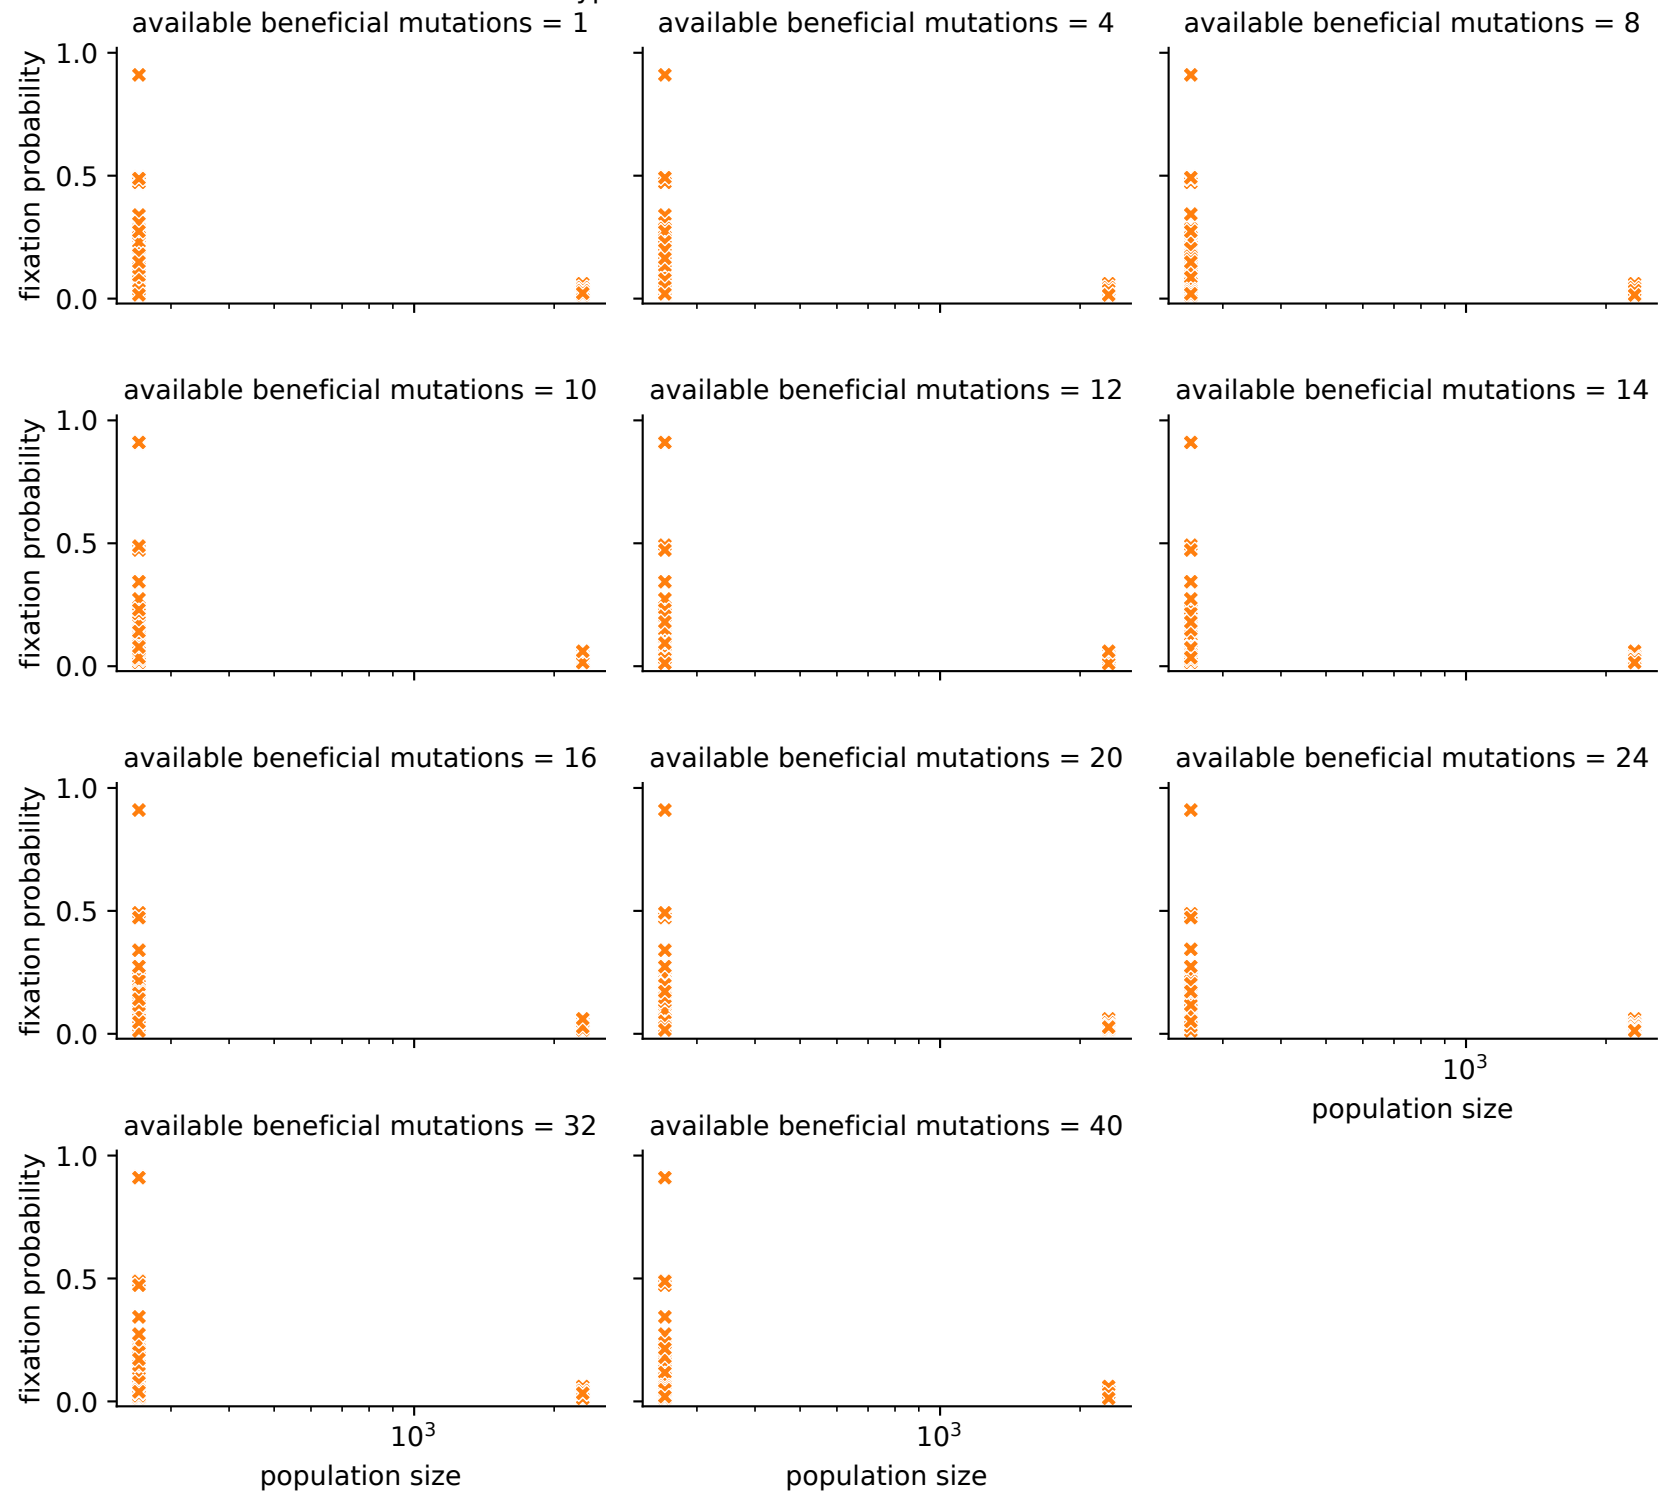 available beneficial mutations = 1
available beneficial mutations = 4
available beneficial mutations = 8
fixation probability
1.0
0.5
0.0
available beneficial mutations = 10
available beneficial mutations = 12
available beneficial mutations = 14
fixation probability
1.0
0.5
0.0
available beneficial mutations = 16
available beneficial mutations = 20
available beneficial mutations = 24
fixation probability
1.0
0.5
0.0
10³
population size
available beneficial mutations = 32
available beneficial mutations = 40
fixation probability
1.0
0.5
0.0
10³
10³
population size
population size